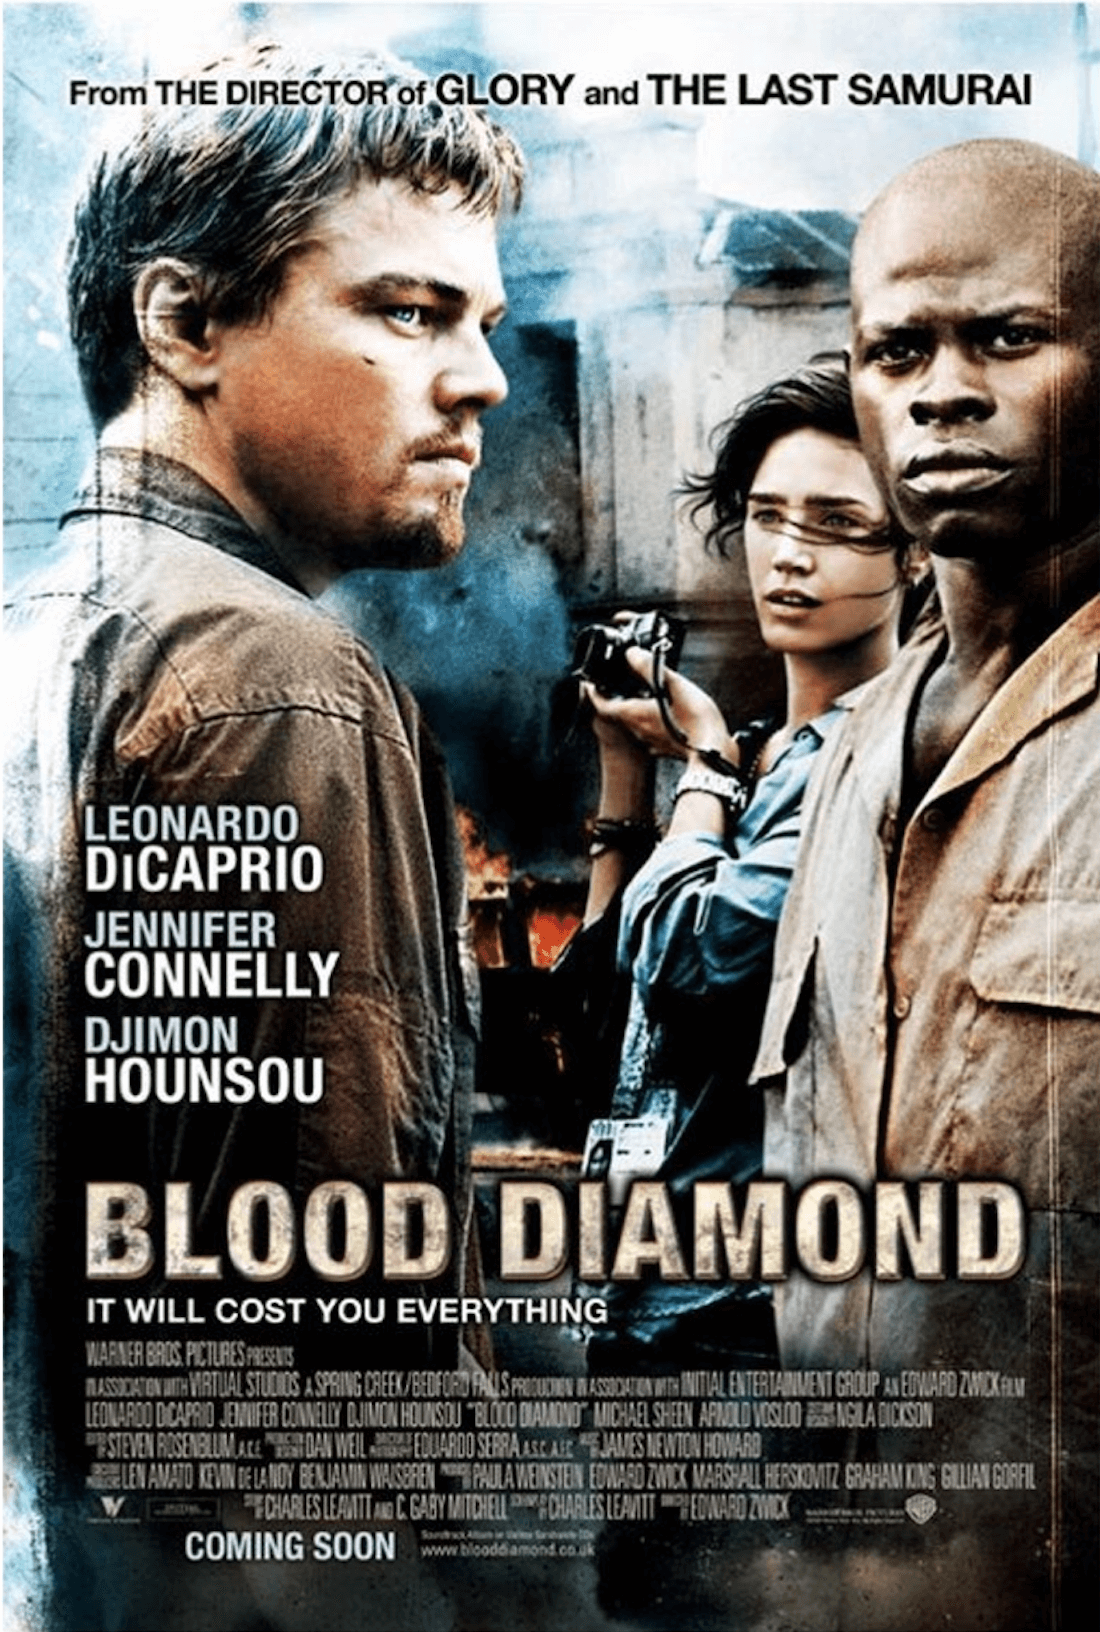 From THE DIRECTOR of GLORY and THE LAST SAMURAI
LEONARDO
DiCAPRIO
JENNIFER
CONNELLY
DJIMON
HOUNSOU
BLOOD DIAMOND
IT WILL COST YOU EVERYTHING
WARNER BROS. PICTURES PRESENTS
IN ASSOCIATION WITH VIRTUAL STUDIOS A SPRING CREEK/BEDFORD FALLS PRODUCTION IN ASSOCIATION WITH INITIAL ENTERTAINMENT GROUP AN EDWARD ZWICK FILM
LEONARDO DiCAPRIO JENNIFER CONNELLY DJIMON HOUNSOU "BLOOD DIAMOND" MICHAEL SHEEN ARNOLD VOSLOO NGILA DICKSON
STEVEN ROSENBLUM, A.C.E. DAN WEIL EDUARDO SERRA A.S.C. A.F.C. JAMES NEWTON HOWARD
LEN AMATO KEVIN DE LA NOY BENJAMIN WAISBREN PAULA WEINSTEIN EDWARD ZWICK MARSHALL HERSKOVITZ GRAHAM KING GILLIAN GORFIL
CHARLES LEAVITT AND C. GABY MITCHELL CHARLES LEAVITT EDWARD ZWICK
COMING SOON
www.blooddiamond.co.uk